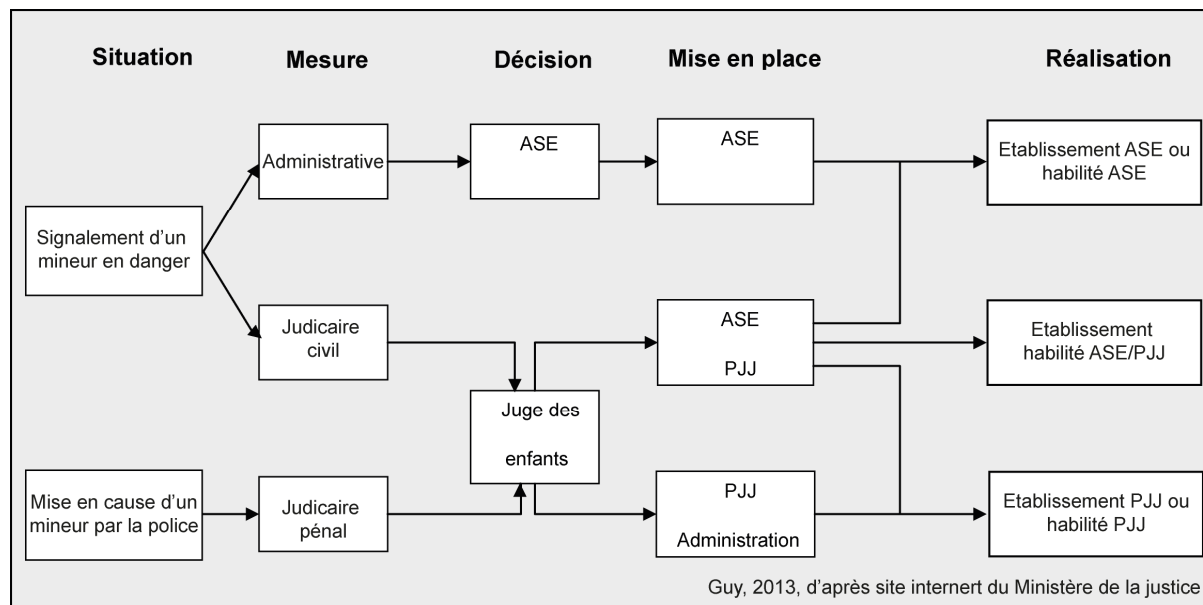 Situation
Mesure
Décision
Mise en place
Réalisation
Administrative
ASE
ASE
Etablissement ASE ou
habilité ASE
Signalement d'un
mineur en danger
Judicaire
civil
ASE
PJJ
Etablissement
habilité ASE/PJJ
Juge des
enfants
Mise en cause d'un
mineur par la police
Judicaire
pénal
PJJ
Administration
Etablissement PJJ ou
habilité PJJ
Guy, 2013, d'après site internert du Ministère de la justice